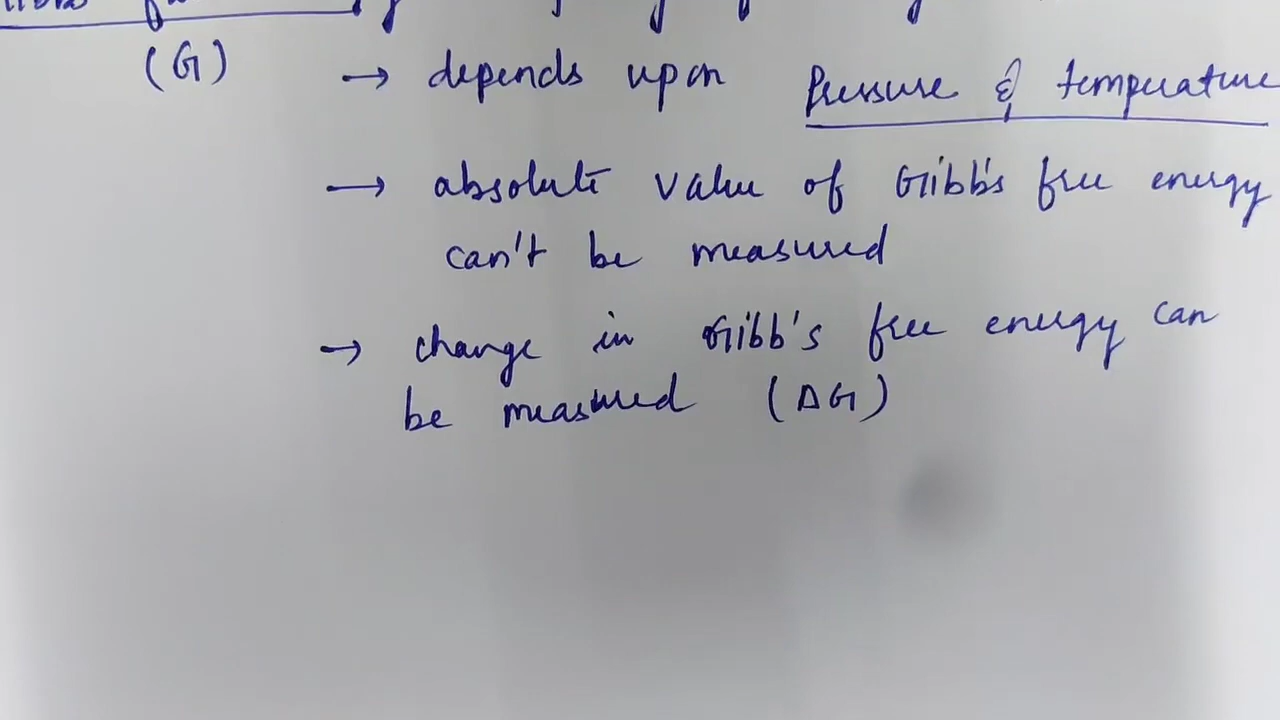 (G) → depends upon Pressure & temperature
→ absolute value of Gibb's free energy
can't be measured
→ change in Gibb's free energy can
be measured (ΔG)